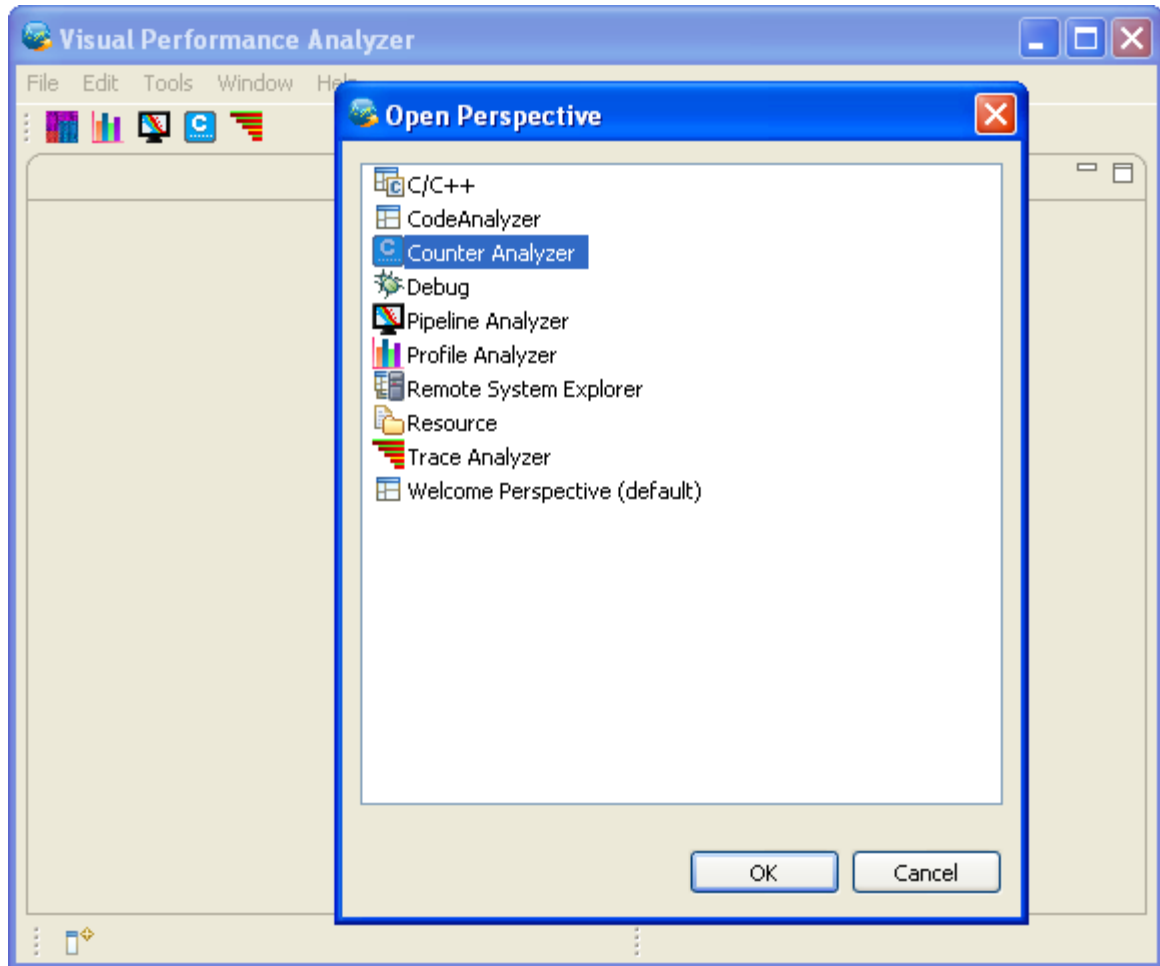 Visual Performance Analyzer
File Edit Tools Window Help
Open Perspective
C/C++
CodeAnalyzer
Counter Analyzer
Debug
Pipeline Analyzer
Profile Analyzer
Remote System Explorer
Resource
Trace Analyzer
Welcome Perspective (default)
OK Cancel